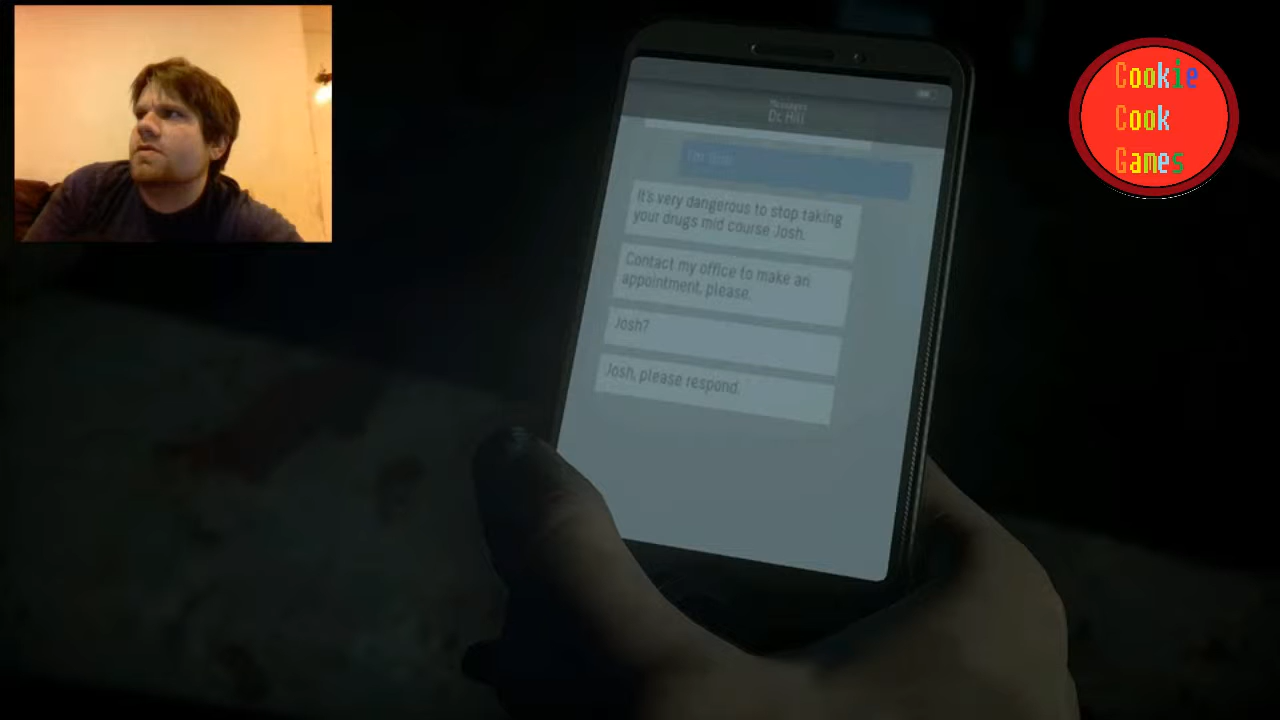 Cookie
Cook
Games
Dr. Hill
It's very dangerous to stop taking
your drugs mid course Josh.
Contact my office to make an
appointment, please.
Josh?
Josh, please respond.